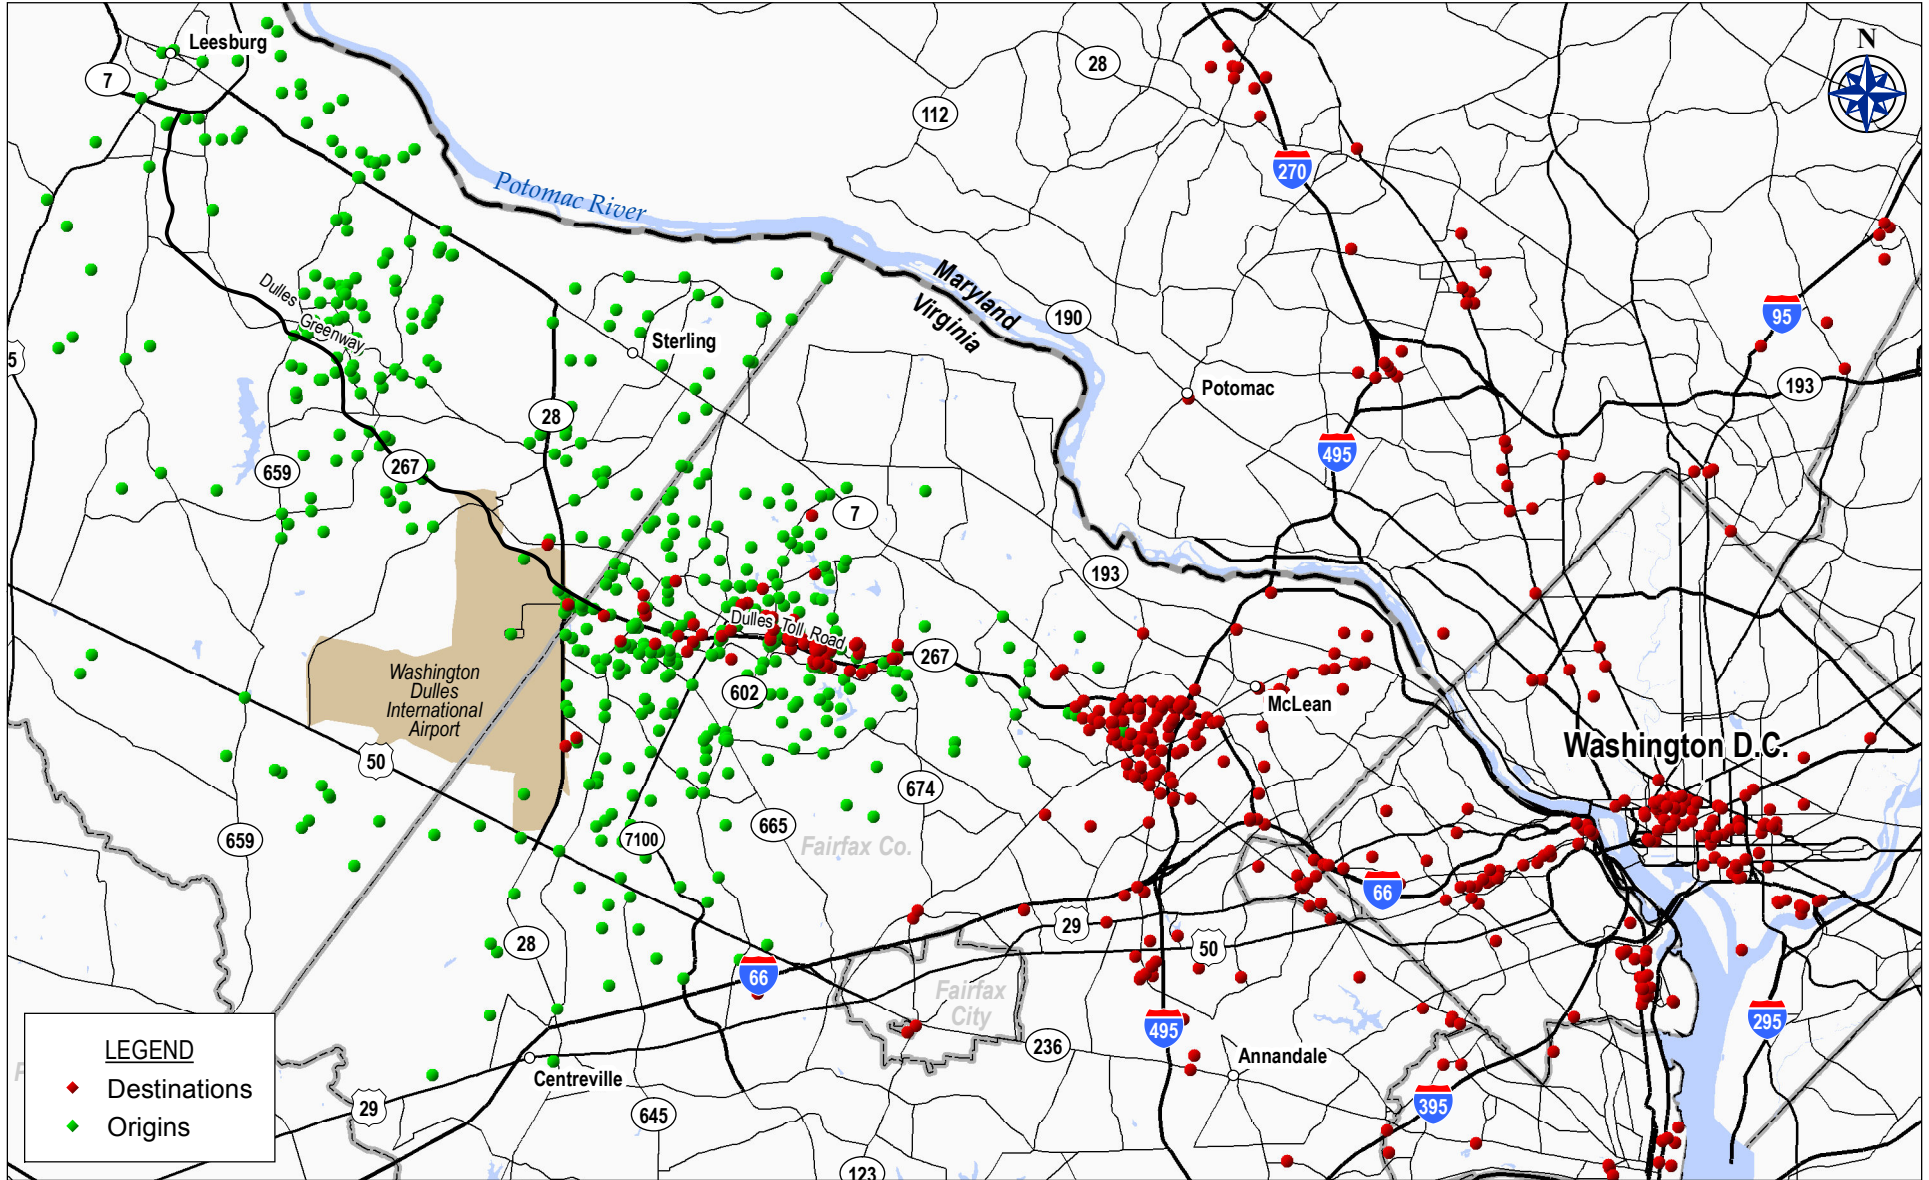 Leesburg
7
28
N
112
270
Potomac River
Maryland
Virginia
190
95
Dulles
Greenway
Sterling
5
Potomac
193
28
495
659
267
7
193
Dulles Toll Road
267
Washington
Dulles
International
Airport
602
McLean
Washington D.C.
50
674
659
7100
665
Fairfax Co.
66
29
50
28
66
Fairfax
City
495
295
236
Annandale
LEGEND
Destinations
Origins
F
Centreville
29
645
395
123